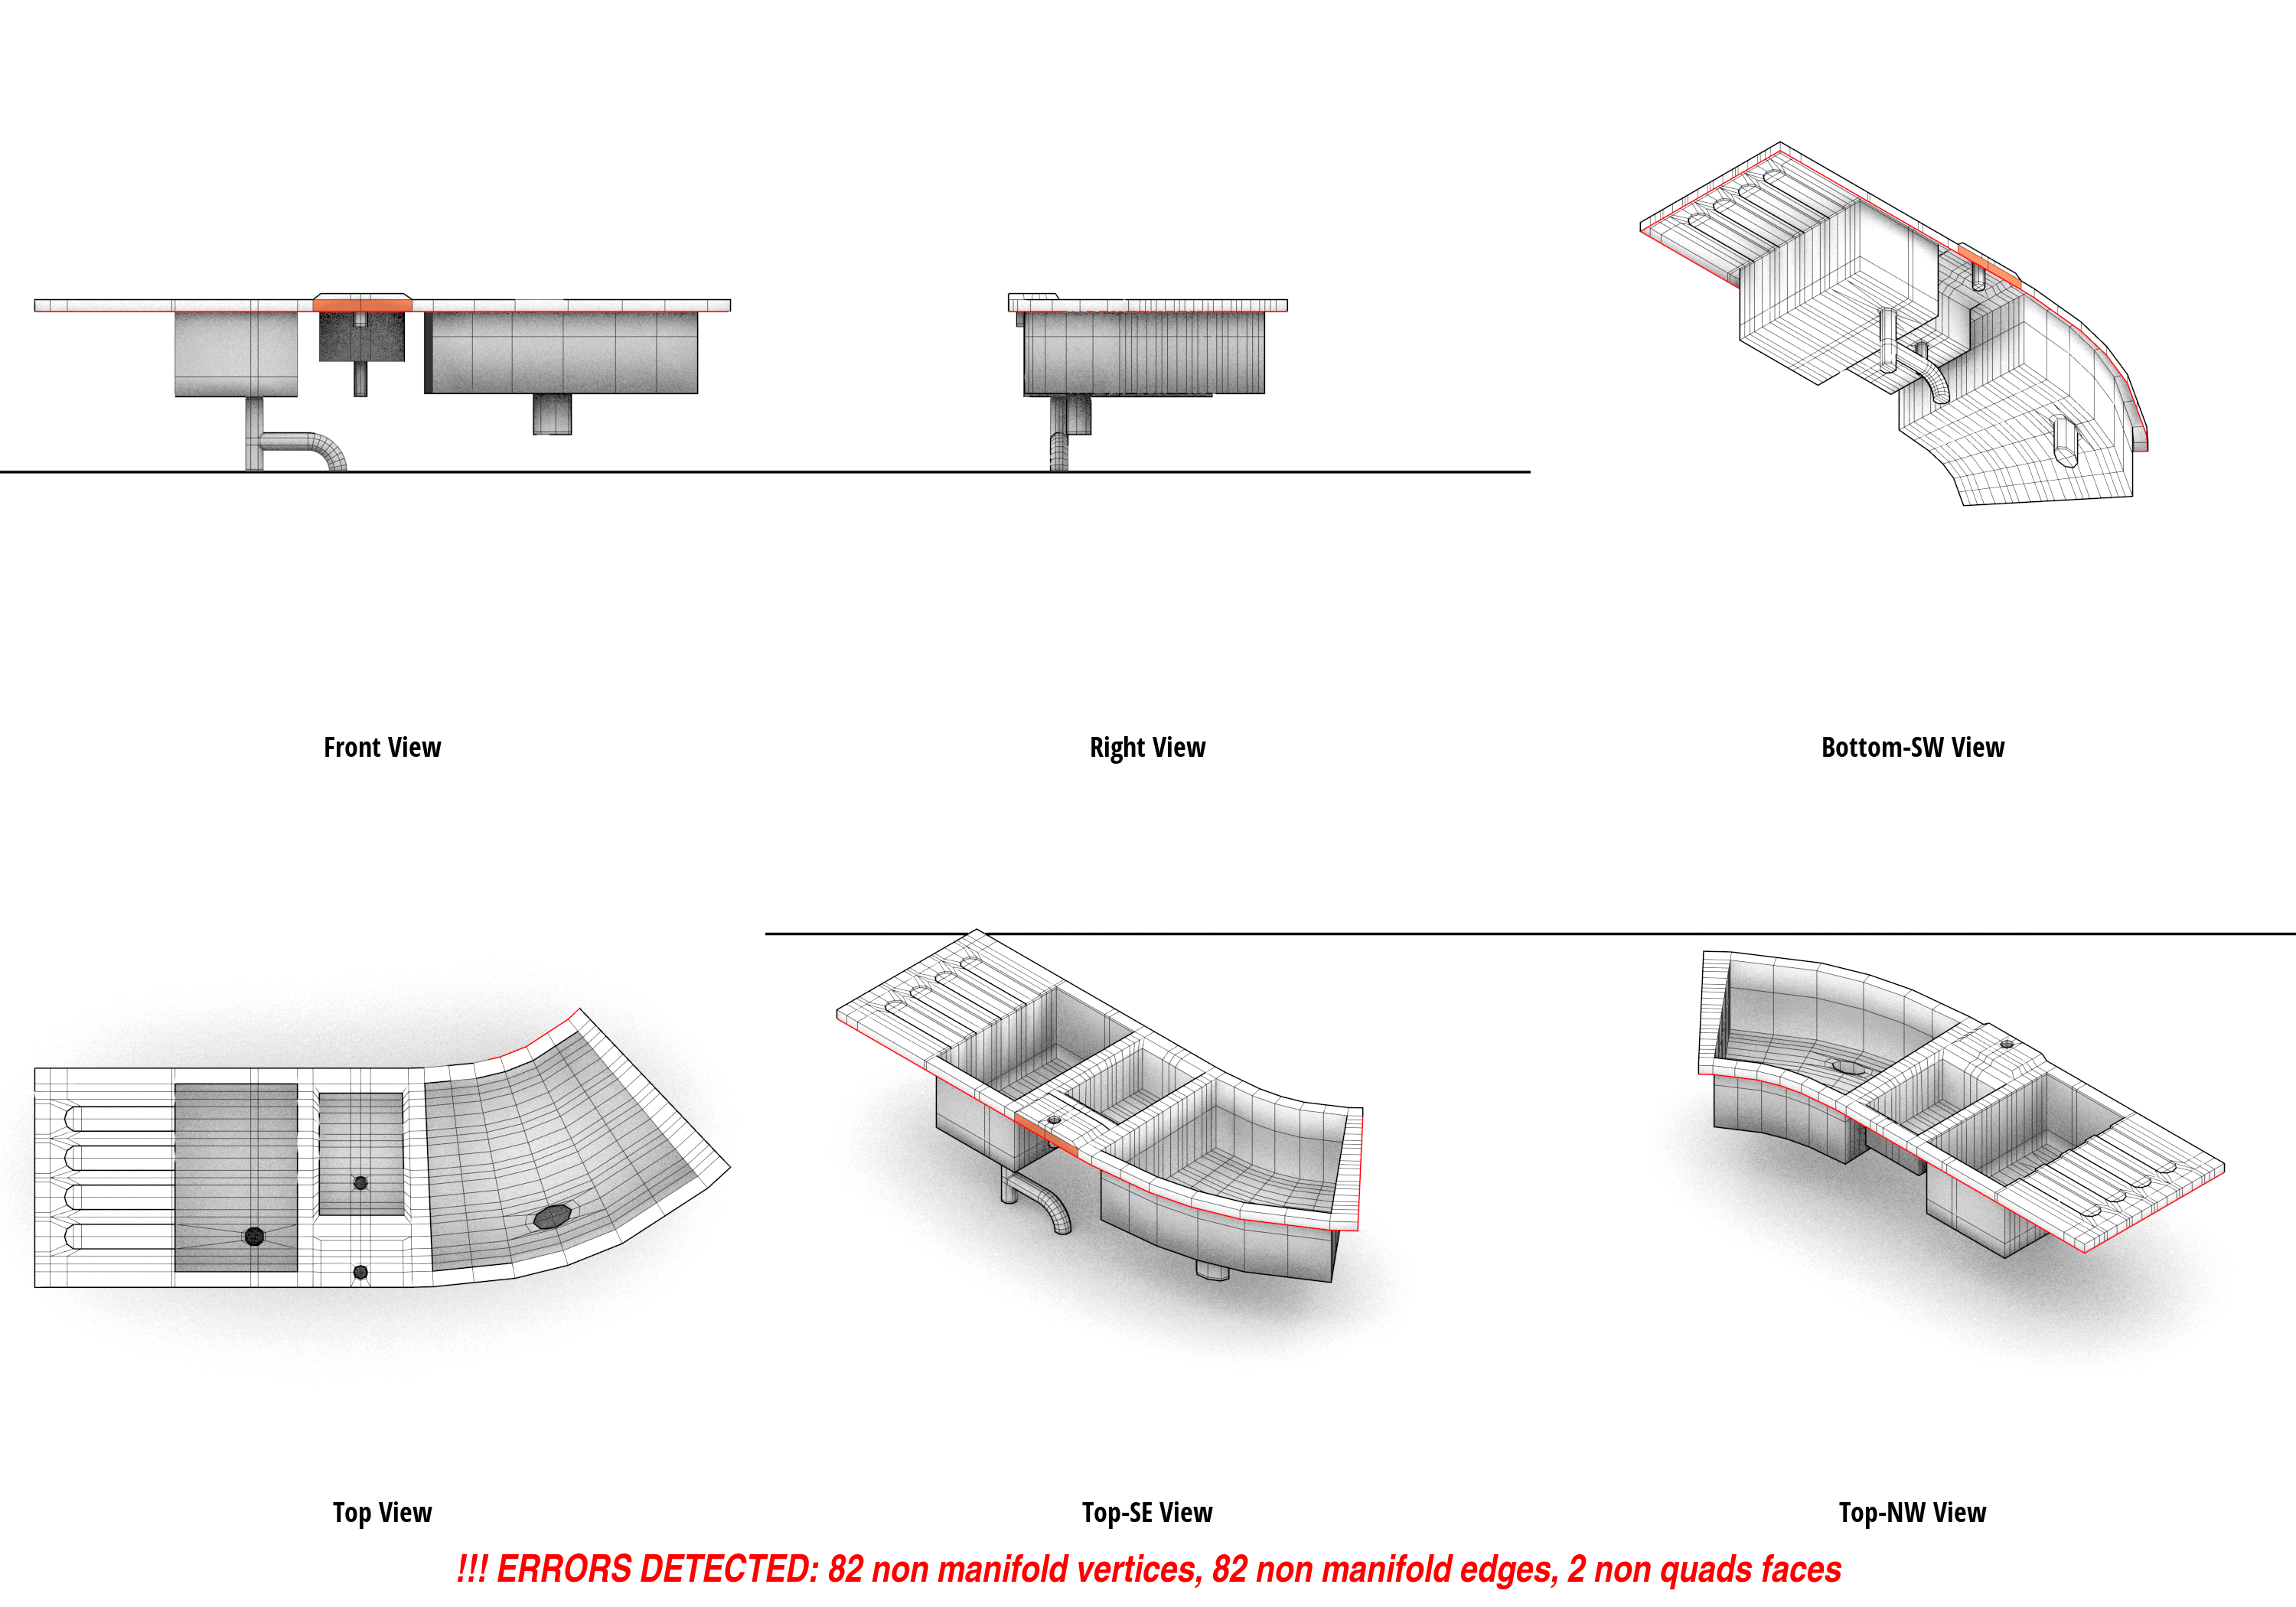 Front View
Right View
Bottom-SW View
Top View
Top-SE View
Top-NW View
!!! ERRORS DETECTED: 82 non manifold vertices, 82 non manifold edges, 2 non quads faces